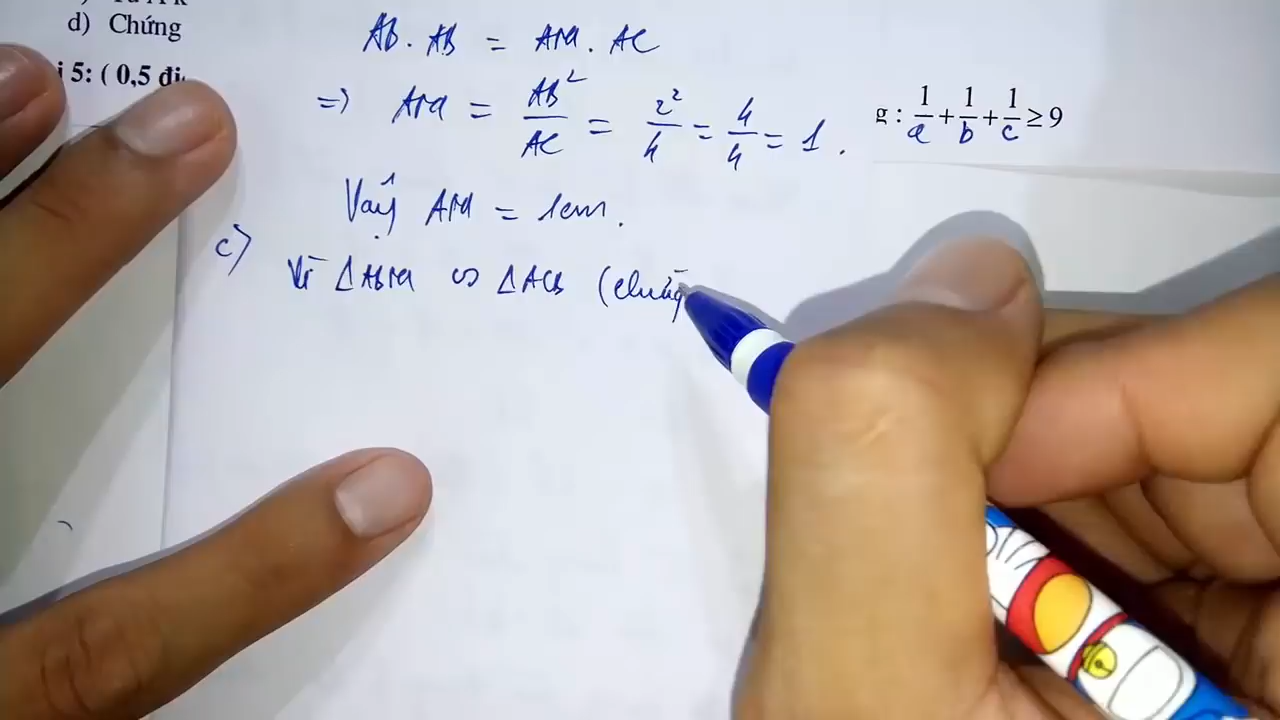 d) Chứng
i 5: ( 0,5 đi
AB . AB = AM . AC
=> AM = AB² / AC = 2² / 4 = 4 / 4 = 1 .
g : 1/a + 1/b + 1/c ≥ 9
Vậy AM = 1cm .
c)
Vì ΔABM ∽ ΔACB (chứng